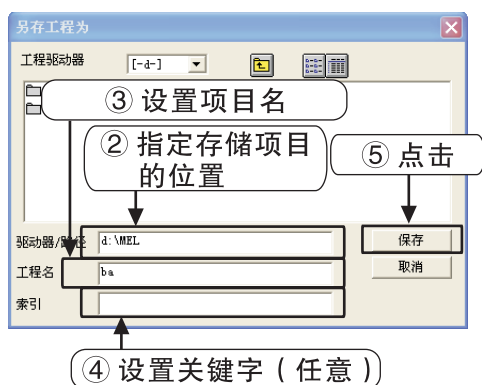 另存工程为
工程驱动器 [-d-]
③ 设置项目名
② 指定存储项目
的位置
⑤ 点击
驱动器/路径 d:\MEL 保存
工程名 ba 取消
索引
④ 设置关键字（任意）